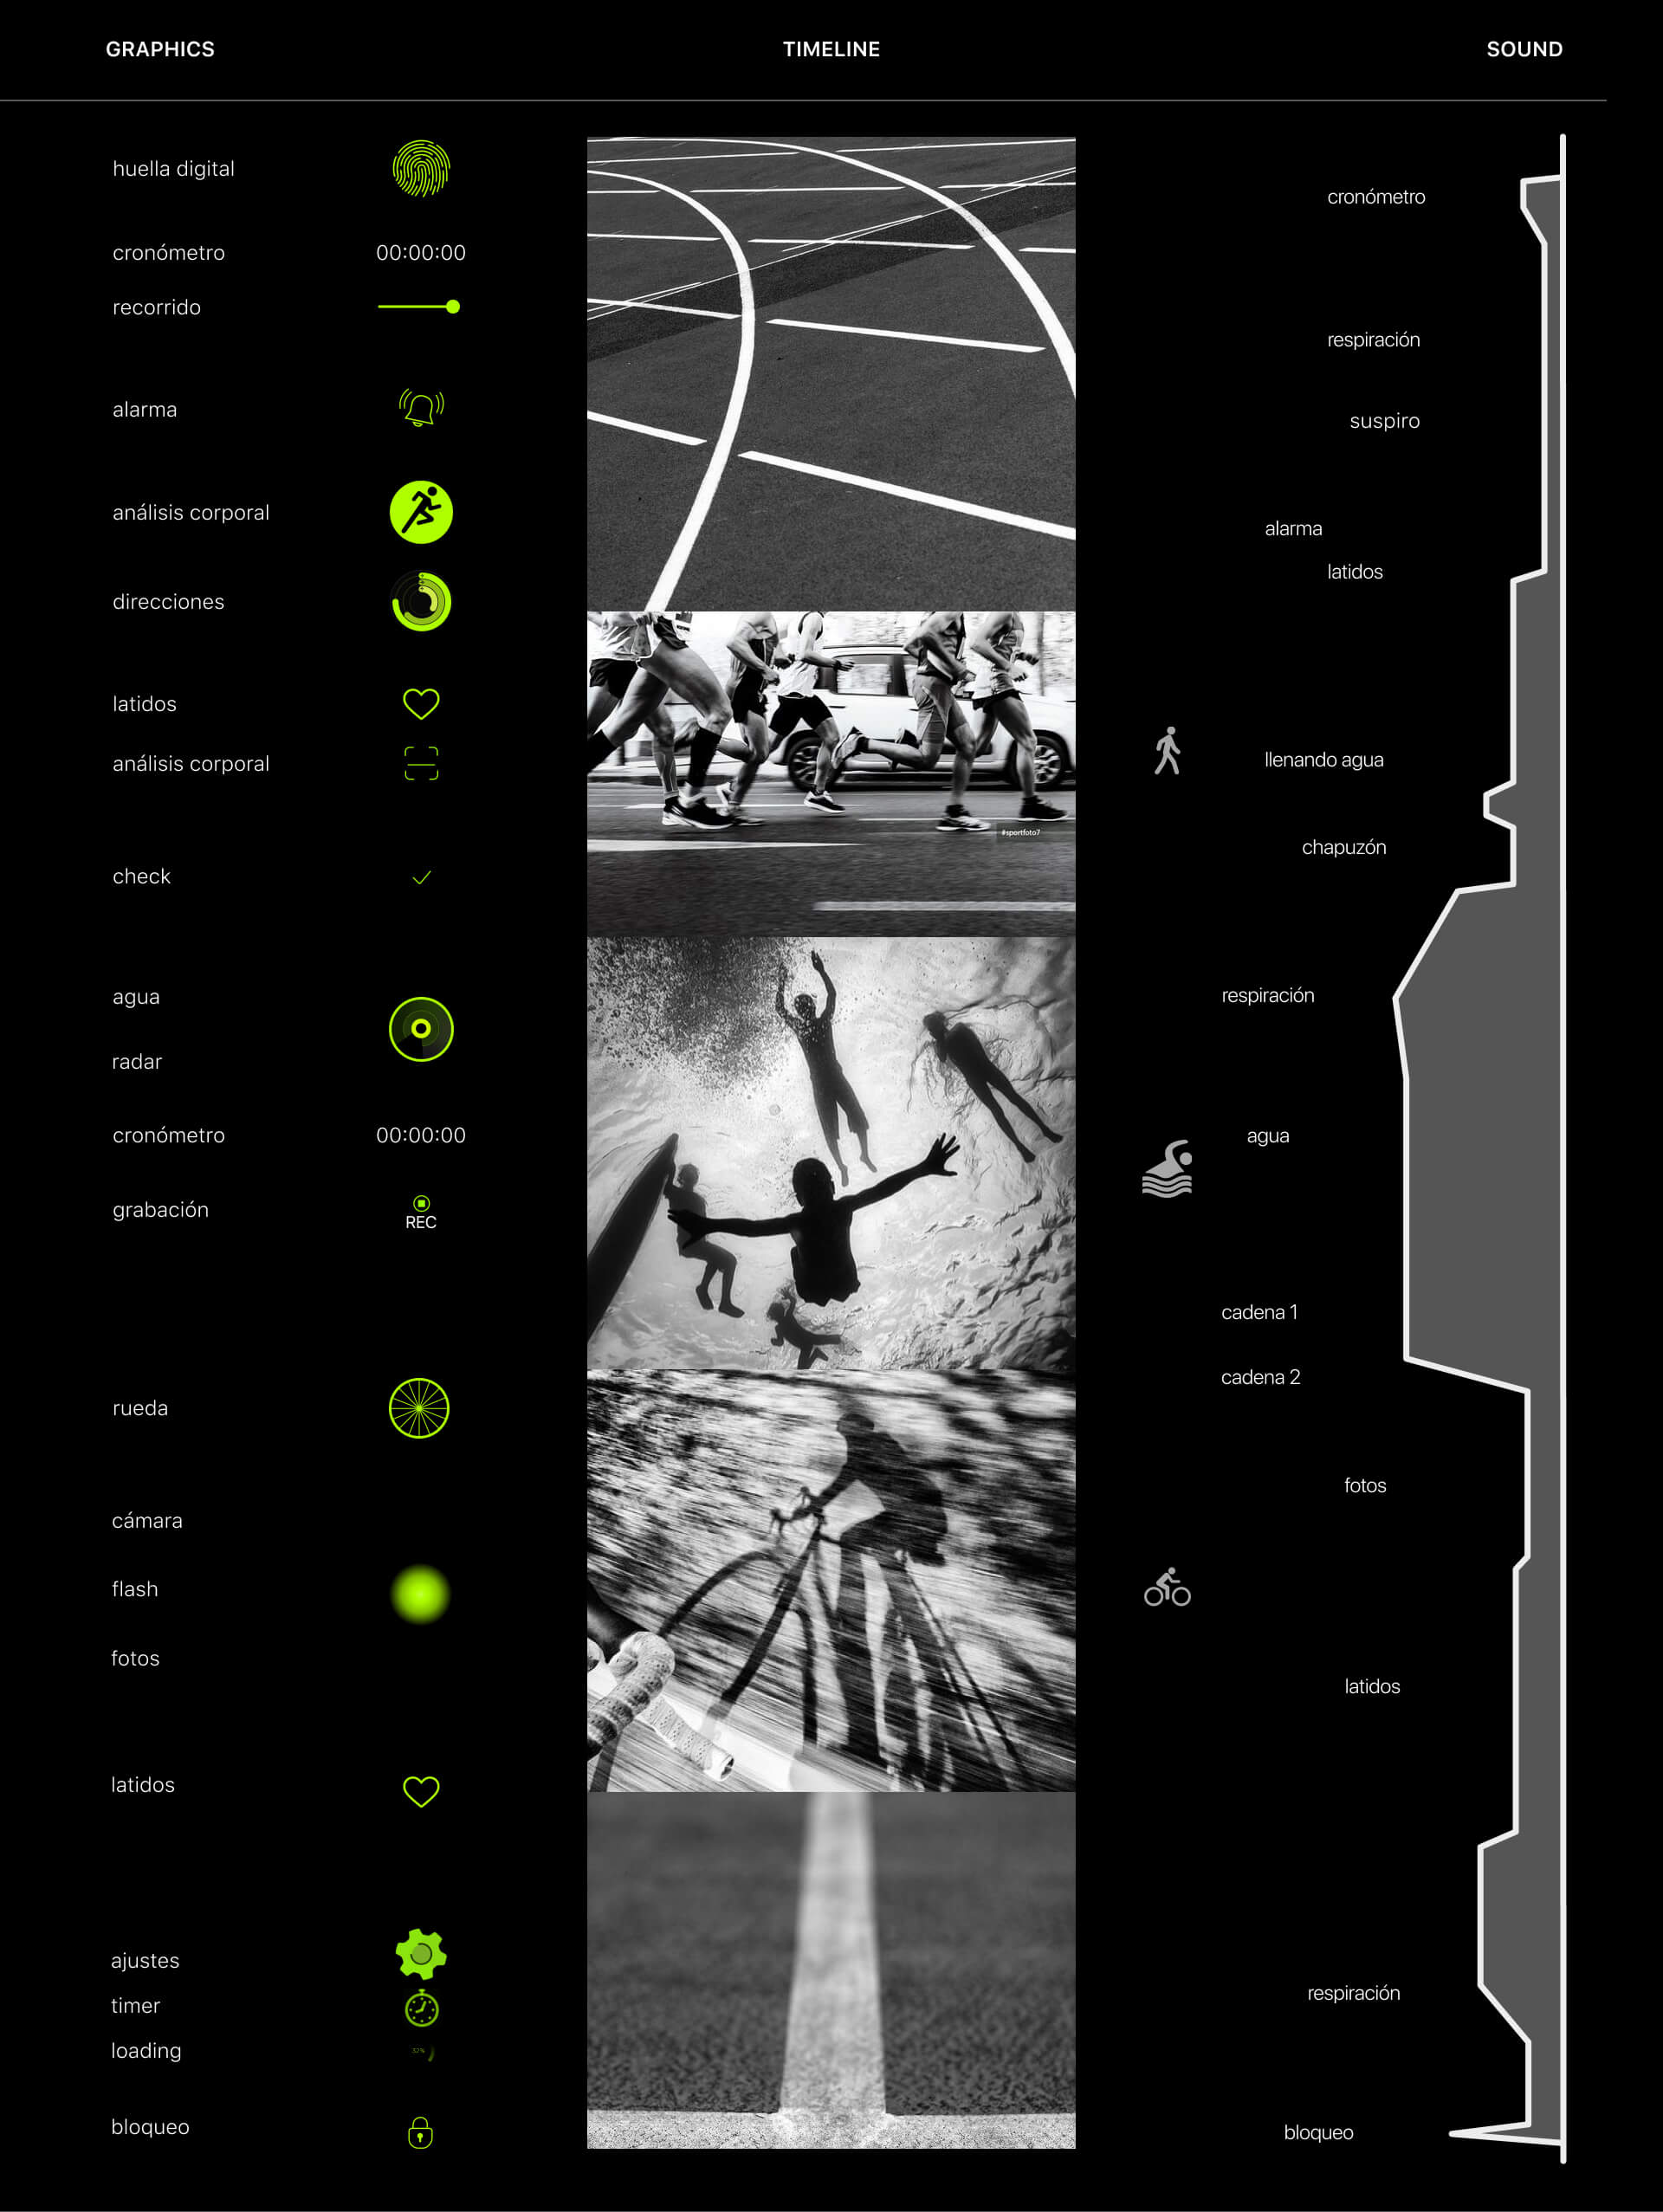 GRAPHICS
TIMELINE
SOUND
huella digital
cronómetro
00:00:00
recorrido
alarma
análisis corporal
direcciones
latidos
análisis corporal
check
agua
radar
cronómetro
00:00:00
grabación
REC
rueda
cámara
flash
fotos
latidos
ajustes
timer
loading
32%
bloqueo
#sportfoto7
cronómetro
respiración
suspiro
alarma
latidos
llenando agua
chapuzón
respiración
agua
cadena 1
cadena 2
fotos
latidos
respiración
bloqueo